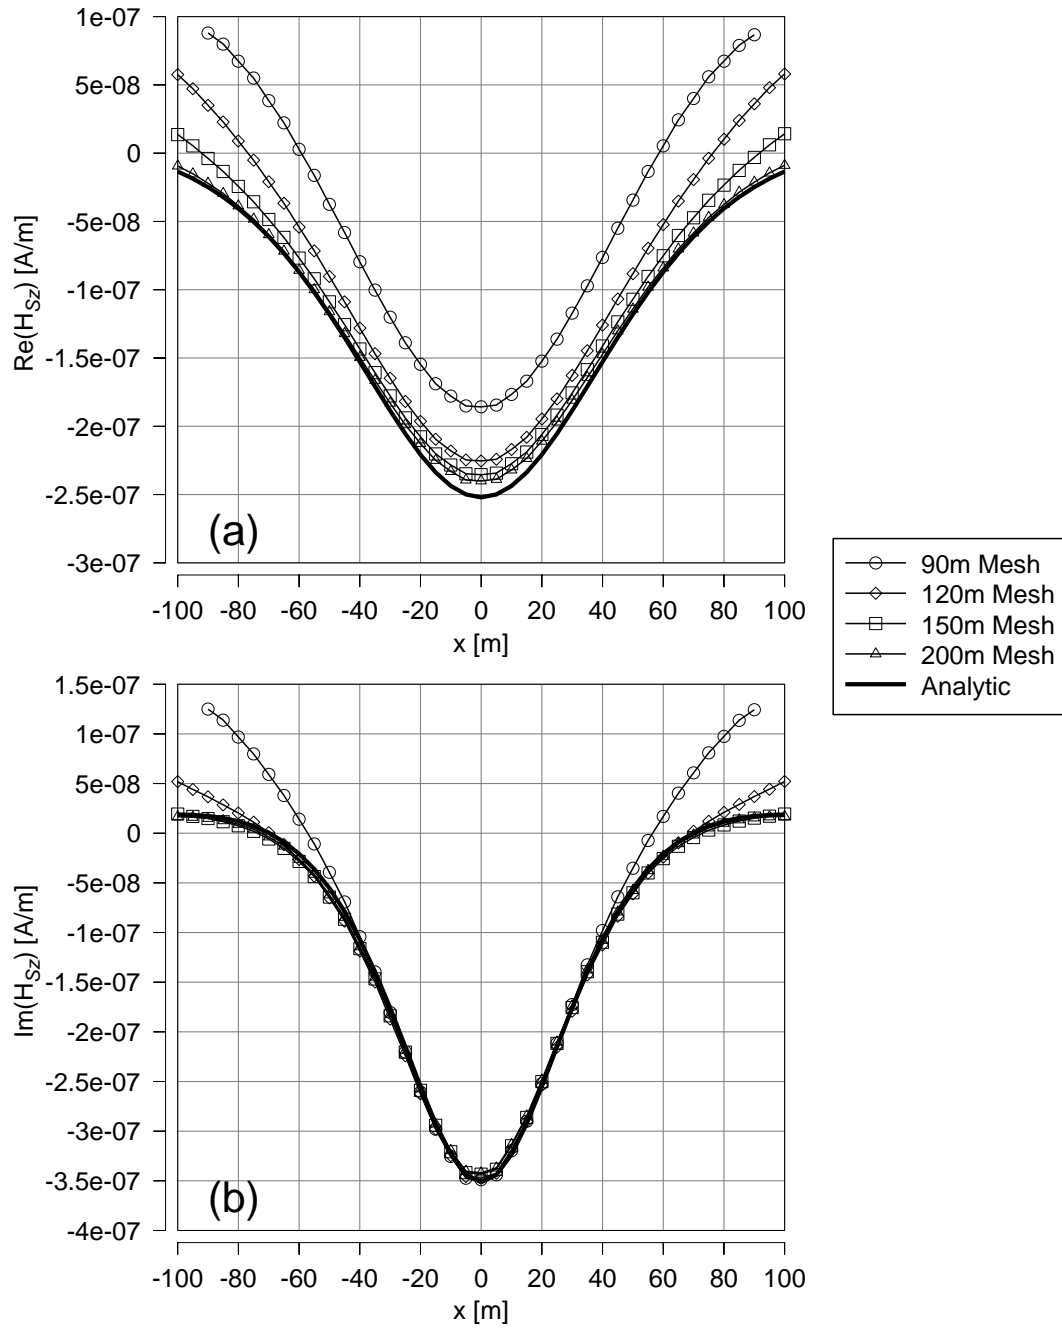 1e-07
5e-08
0
-5e-08
-1e-07
-1.5e-07
-2e-07
-2.5e-07
-3e-07
Re(H_Sz) [A/m]
(a)
-100 -80 -60 -40 -20 0 20 40 60 80 100
x [m]
90m Mesh
120m Mesh
150m Mesh
200m Mesh
Analytic
1.5e-07
1e-07
5e-08
0
-5e-08
-1e-07
-1.5e-07
-2e-07
-2.5e-07
-3e-07
-3.5e-07
-4e-07
Im(H_Sz) [A/m]
(b)
-100 -80 -60 -40 -20 0 20 40 60 80 100
x [m]